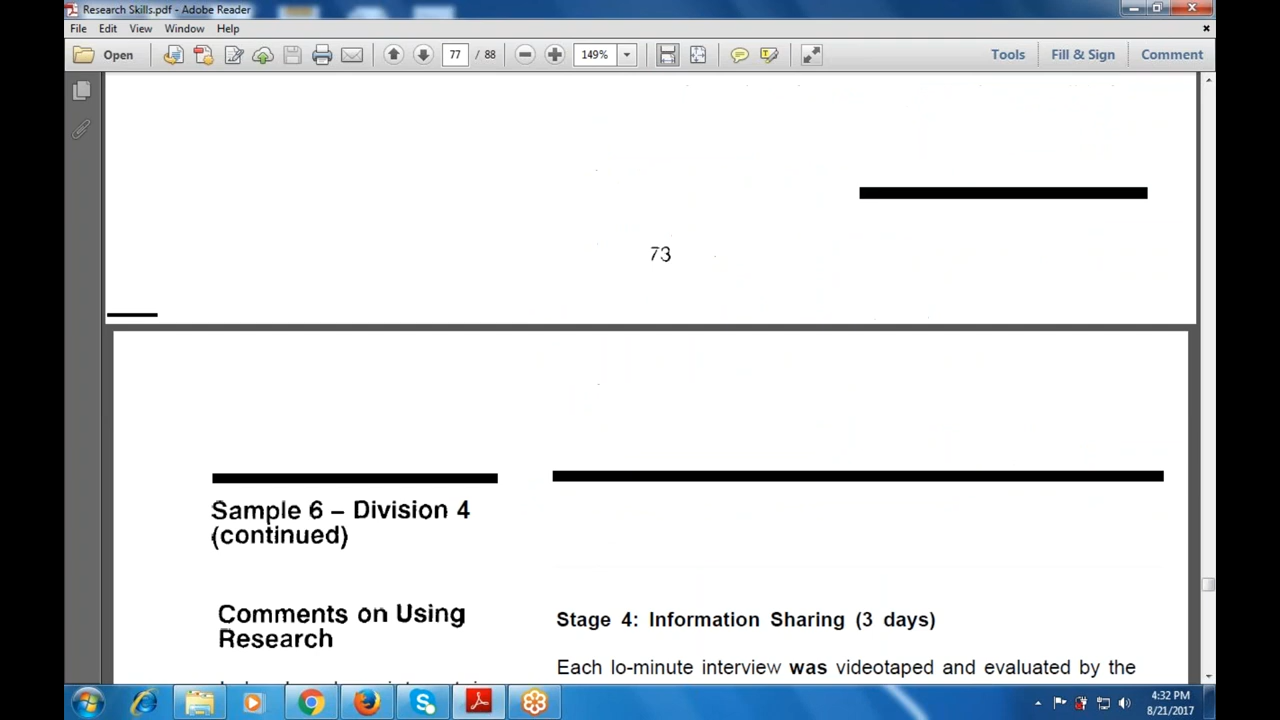 Research Skills.pdf - Adobe Reader
File Edit View Window Help
Open 77 / 88 149% Tools Fill & Sign Comment
73
Sample 6 – Division 4
(continued)
Comments on Using
Research
Stage 4: Information Sharing (3 days)
Each lo-minute interview was videotaped and evaluated by the
4:32 PM
8/21/2017